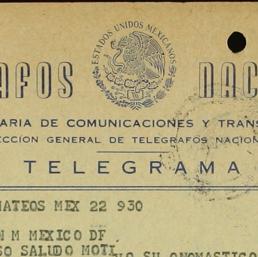 ESTADOS UNIDOS MEXICANOS
AFOS NAC
ARIA DE COMUNICACIONES Y TRANS
ECCION GENERAL DE TELEGRAFOS NACION
TELEGRAMA
MATEOS MEX 22 930
N M MEXICO DF
SO SALUDO MOTI
SU ONOMASTICO